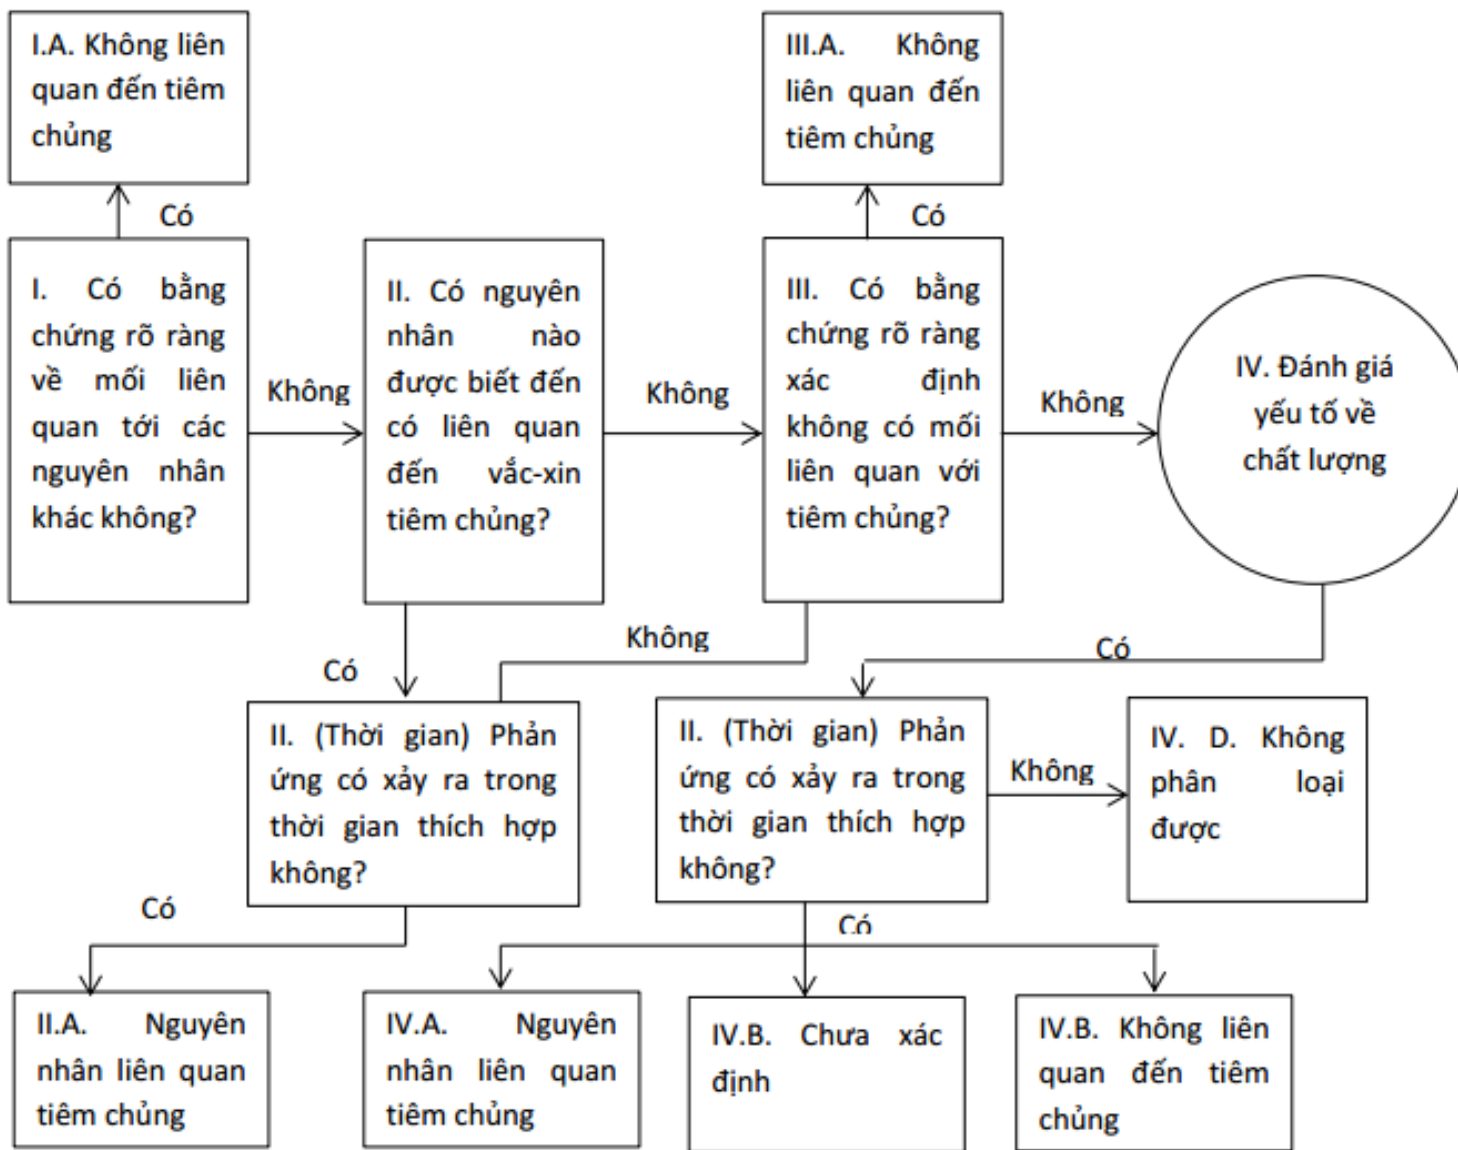 I.A. Không liên
quan đến tiêm
chủng
III.A. Không
liên quan đến
tiêm chủng
Có
Có
I. Có bằng
chứng rõ ràng
về mối liên
quan tới các
nguyên nhân
khác không?
Không
II. Có nguyên
nhân nào
được biết đến
có liên quan
đến vắc-xin
tiêm chủng?
Không
III. Có bằng
chứng rõ ràng
xác định
không có mối
liên quan với
tiêm chủng?
Không
IV. Đánh giá
yếu tố về
chất lượng
Có
Không
Có
II. (Thời gian) Phản
ứng có xảy ra trong
thời gian thích hợp
không?
II. (Thời gian) Phản
ứng có xảy ra trong
thời gian thích hợp
không?
Không
IV. D. Không
phân loại
được
Có
Có
II.A. Nguyên
nhân liên quan
tiêm chủng
IV.A. Nguyên
nhân liên quan
tiêm chủng
IV.B. Chưa xác
định
IV.B. Không liên
quan đến tiêm
chủng